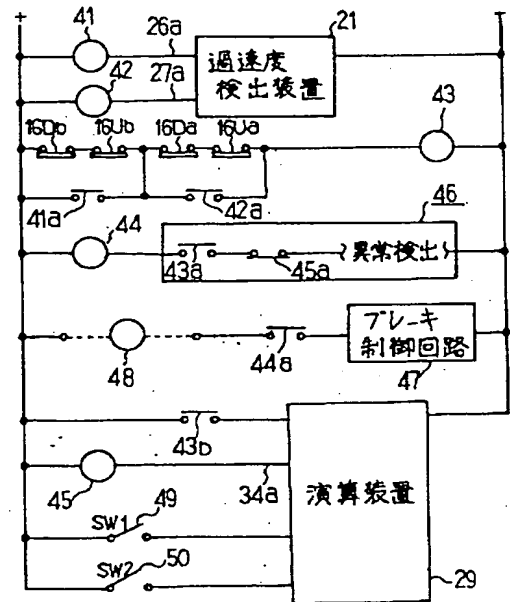 +
−
41
26a
21
過速度
検出装置
42
27a
16Db
16Ub
16Da
16Ua
43
41a
42a
46
44
43a
45a
異常検出
48
44a
ブレーキ
制御回路
47
43b
45
34a
演算装置
SW1
49
SW2
50
29